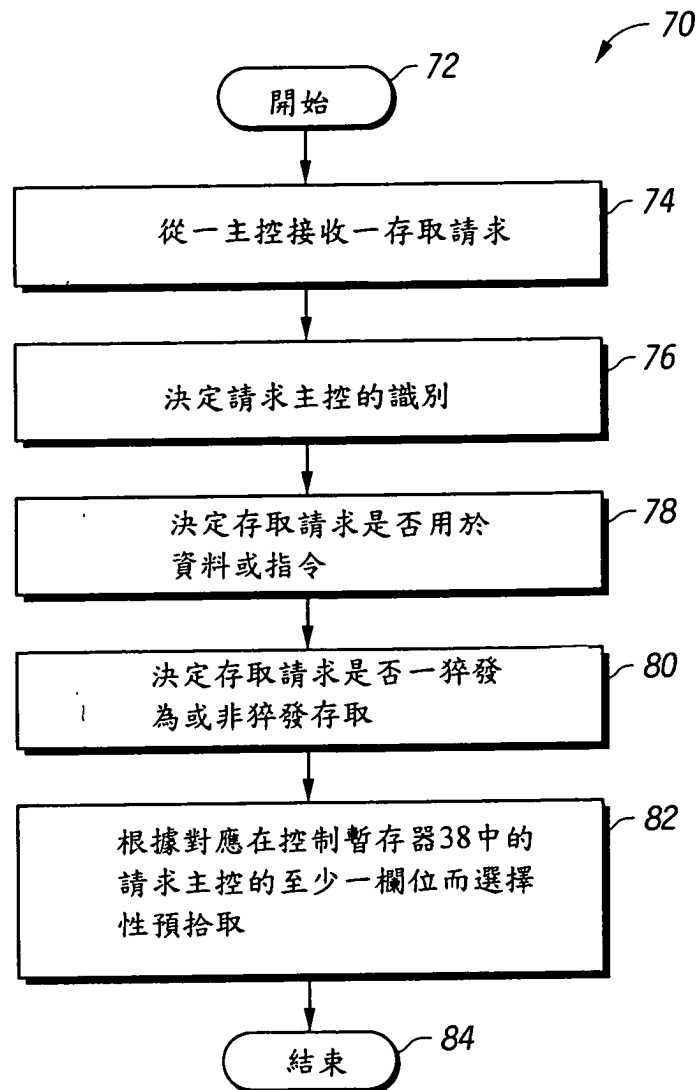 70
72
開始
74
從一主控接收一存取請求
76
決定請求主控的識別
78
決定存取請求是否用於
資料或指令
80
決定存取請求是否一猝發
為或非猝發存取
82
根據對應在控制暫存器38中的
請求主控的至少一欄位而選擇
性預拾取
84
結束